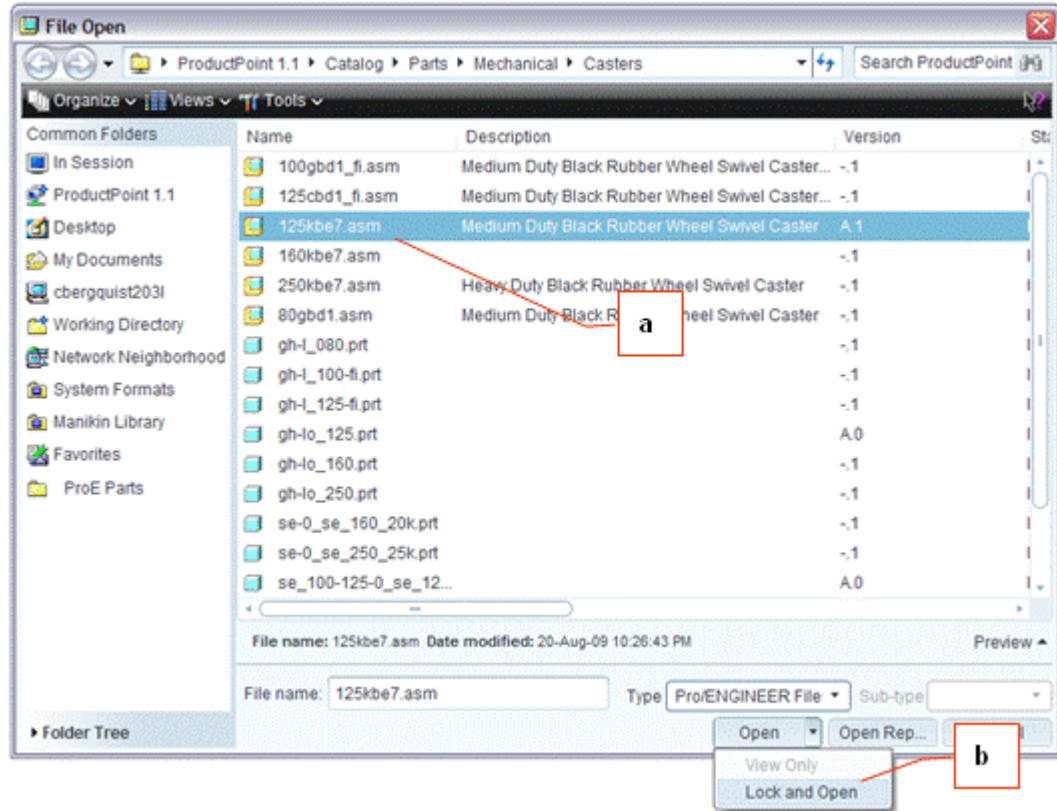 File Open
ProductPoint 1.1 Catalog Parts Mechanical Casters Search ProductPoint
Organize Views Tools
Common Folders
In Session
ProductPoint 1.1
Desktop
My Documents
cbergquist203l
Working Directory
Network Neighborhood
System Formats
Manikin Library
Favorites
ProE Parts
Folder Tree
Name Description Version
100gbd1_fi.asm Medium Duty Black Rubber Wheel Swivel Caster... -.1
125cbd1_fi.asm Medium Duty Black Rubber Wheel Swivel Caster... -.1
125kbe7.asm Medium Duty Black Rubber Wheel Swivel Caster A.1
160kbe7.asm -.1
250kbe7.asm Heavy Duty Black Rubber Wheel Swivel Caster -.1
80gbd1.asm Medium Duty Black Swivel Caster -.1
a
gh-l_080.prt -.1
gh-l_100-fi.prt -.1
gh-l_125-fi.prt -.1
gh-lo_125.prt A.0
gh-lo_160.prt -.1
gh-lo_250.prt -.1
se-0_se_160_20k.prt -.1
se-0_se_250_25k.prt -.1
se_100-125-0_se_12... A.0
File name: 125kbe7.asm Date modified: 20-Aug-09 10:26:43 PM Preview
File name: 125kbe7.asm Type Pro/ENGINEER File Sub-type
Open Open Rep...
View Only
Lock and Open
b